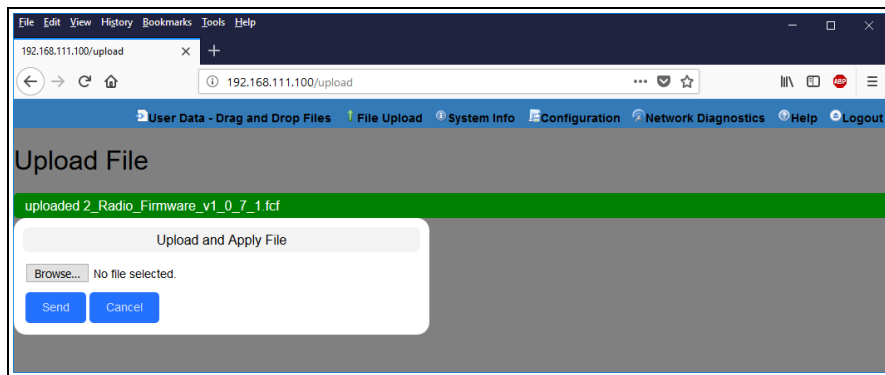 File Edit View History Bookmarks Tools Help
192.168.111.100/upload
192.168.111.100/upload
ABP
User Data - Drag and Drop Files File Upload System Info Configuration Network Diagnostics Help Logout
Upload File
uploaded 2_Radio_Firmware_v1_0_7_1.fcf
Upload and Apply File
Browse... No file selected.
Send Cancel